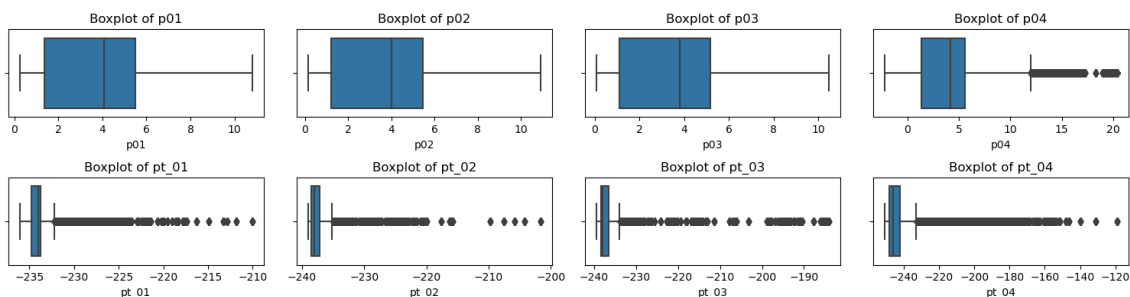 Boxplot of p01 Boxplot of p02 Boxplot of p03 Boxplot of p04
0 2 4 6 8 10 0 2 4 6 8 10 0 2 4 6 8 10 0 5 10 15 20
p01 p02 p03 p04
Boxplot of pt_01 Boxplot of pt_02 Boxplot of pt_03 Boxplot of pt_04
−235 −230 −225 −220 −215 −210 −240 −230 −220 −210 −200 −240 −230 −220 −210 −200 −190 −240 −220 −200 −180 −160 −140 −120
pt_01 pt_02 pt_03 pt_04